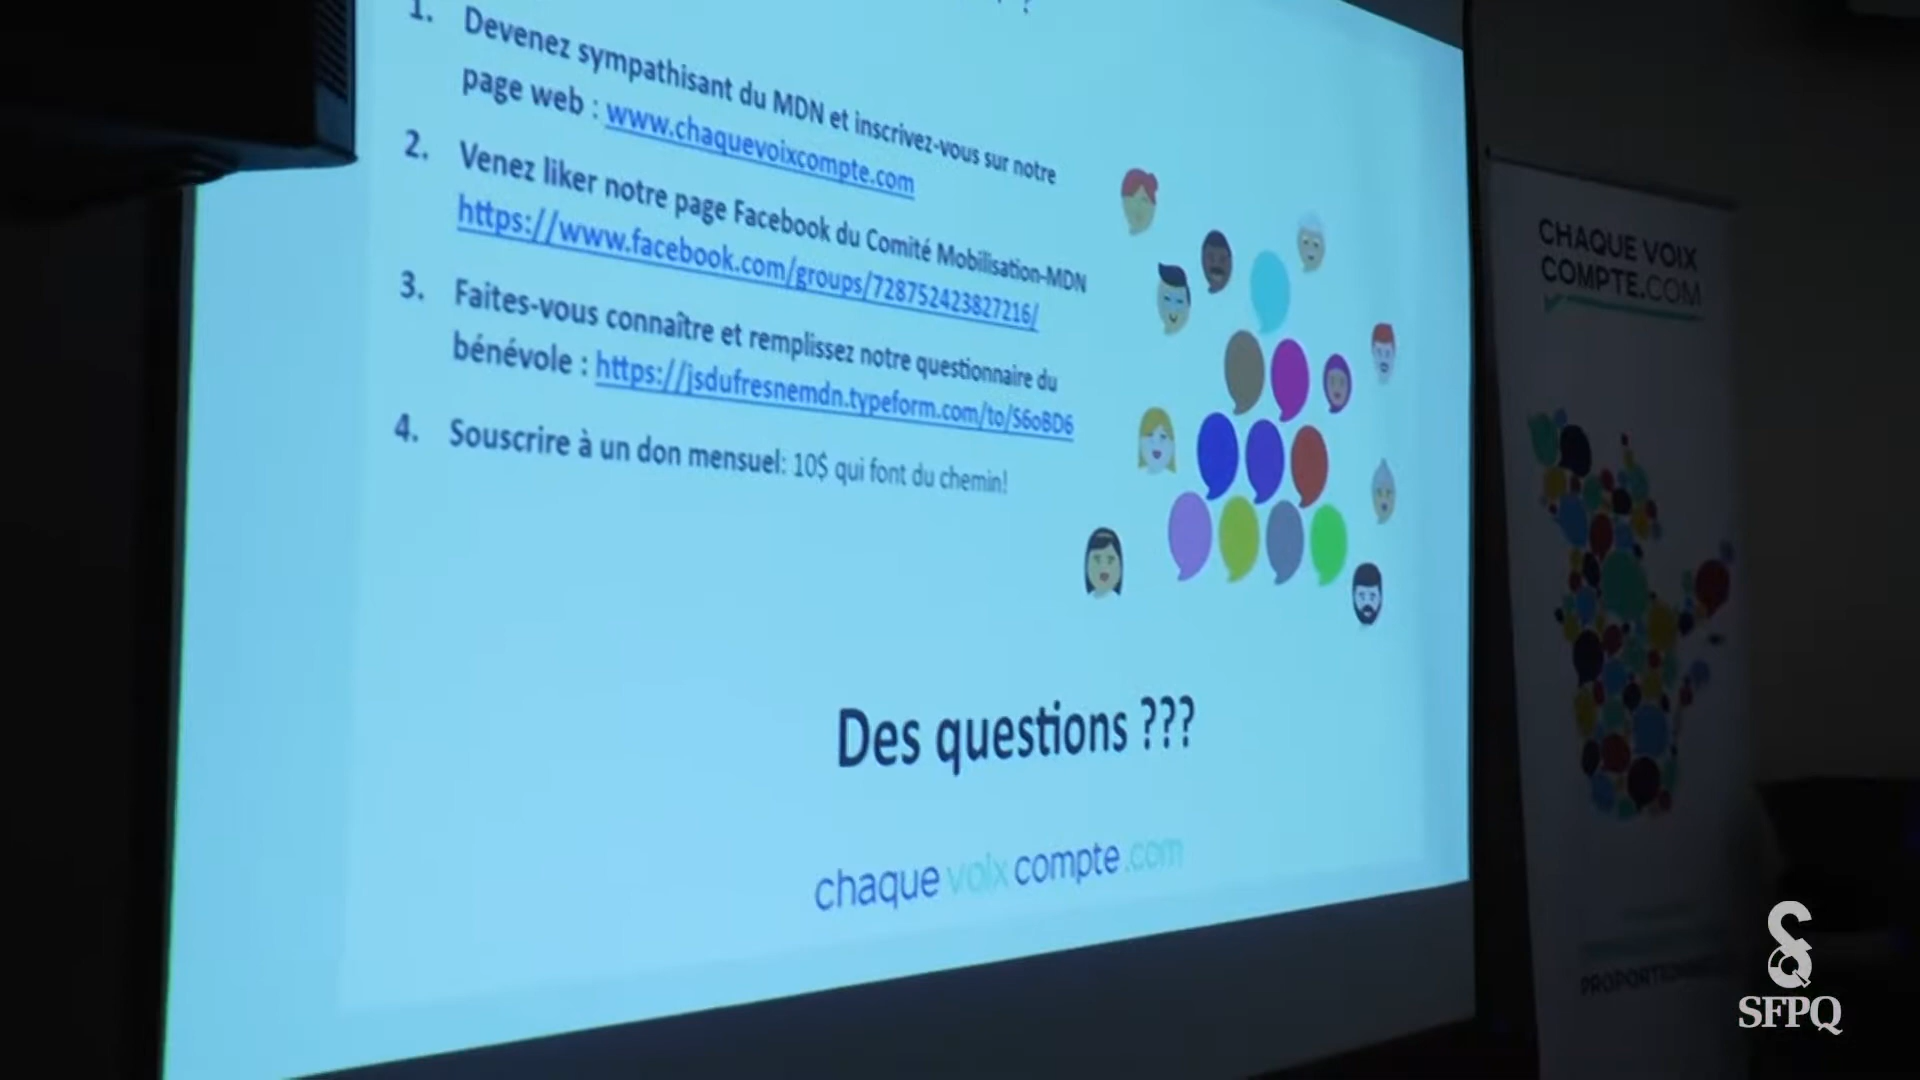 ?
1. Devenez sympathisant du MDN et inscrivez-vous sur notre
page web : www.chaquevoixcompte.com
2. Venez liker notre page Facebook du Comité Mobilisation-MDN
https://www.facebook.com/groups/728752423827216/
3. Faites-vous connaître et remplissez notre questionnaire du
bénévole : https://jsdufresnemdn.typeform.com/to/S6oBD6
4. Souscrire à un don mensuel: 10$ qui font du chemin!
Des questions ???
chaque voix compte.com
CHAQUE VOIX
COMPTE.COM
SFPQ